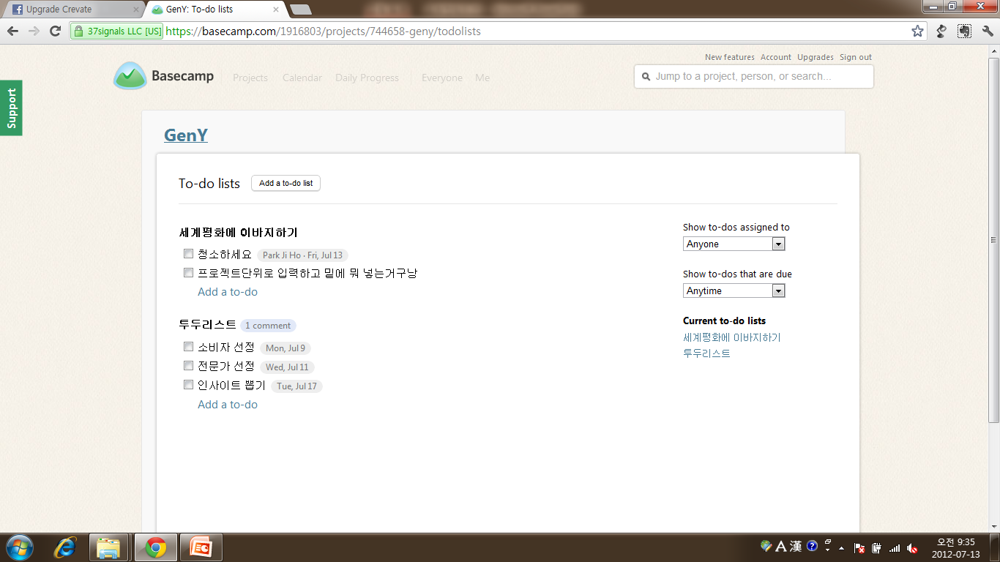 Upgrade Crevate
GenY: To-do lists
37signals LLC [US] https://basecamp.com/1916803/projects/744658-geny/todolists
New features Account Upgrades Sign out
Basecamp Projects Calendar Daily Progress Everyone Me
Jump to a project, person, or search...
Support
GenY
To-do lists Add a to-do list
세계평화에 이바지하기
청소하세요 Park Ji Ho · Fri, Jul 13
프로젝트단위로 입력하고 밑에 뭐 넣는거구낭
Add a to-do
투두리스트 1 comment
소비자 선정 Mon, Jul 9
전문가 선정 Wed, Jul 11
인사이트 뽑기 Tue, Jul 17
Add a to-do
Show to-dos assigned to
Anyone
Show to-dos that are due
Anytime
Current to-do lists
세계평화에 이바지하기
투두리스트
A 漢
오전 9:35
2012-07-13